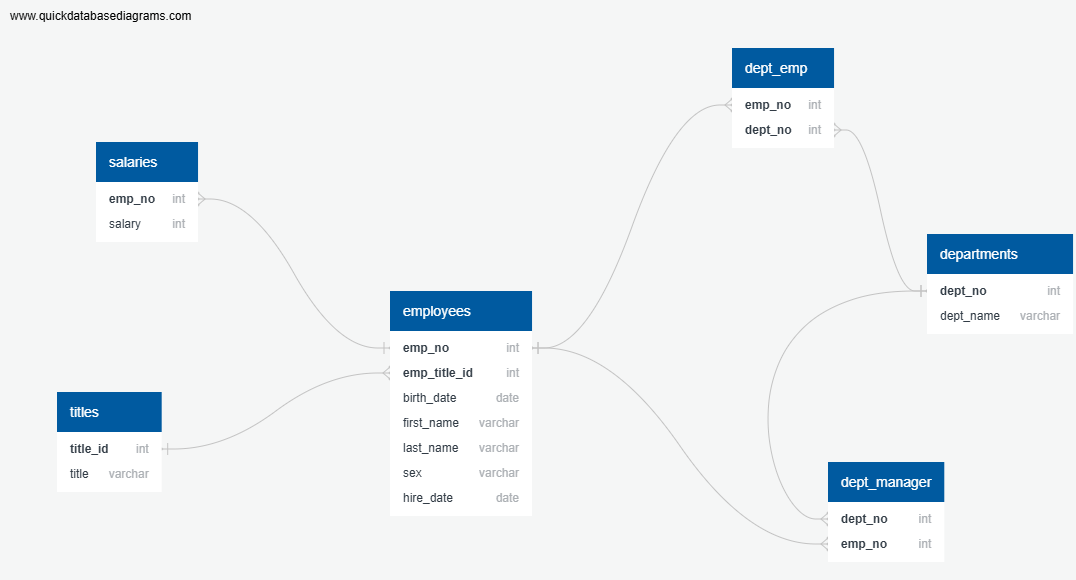 www.quickdatabasediagrams.com
dept_emp
emp_no int
dept_no int
salaries
emp_no int
salary int
departments
dept_no int
dept_name varchar
employees
emp_no int
emp_title_id int
birth_date date
first_name varchar
last_name varchar
sex varchar
hire_date date
titles
title_id int
title varchar
dept_manager
dept_no int
emp_no int